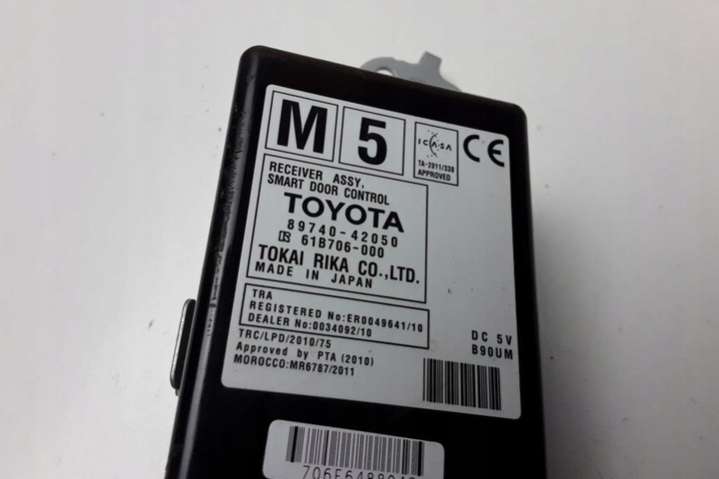 M 5
ICASA
TA-2011/338
APPROVED
CE
RECEIVER ASSY,
SMART DOOR CONTROL
TOYOTA
89740-42050
61B706-000
TOKAI RIKA CO.,LTD.
MADE IN JAPAN
TRA
REGISTERED No:ER0049641/10
DEALER No:0034092/10
TRC/LPD/2010/75
Approved by PTA (2010)
MOROCCO:MR6787/2011
DC 5V
B90UM